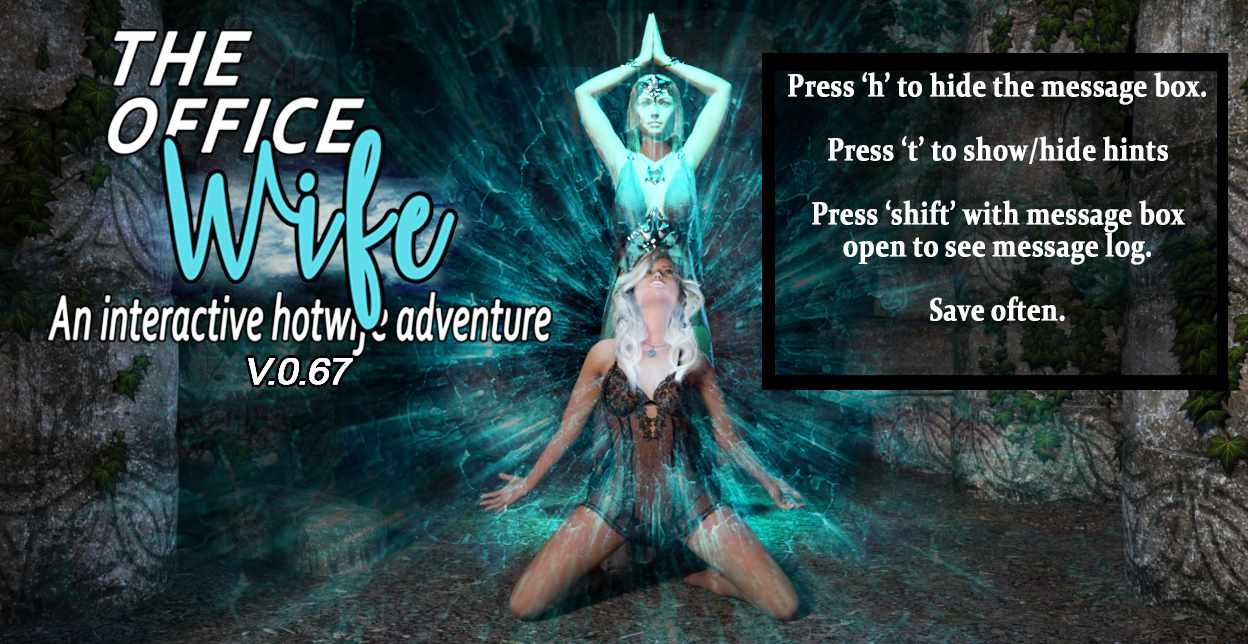 THE
OFFICE
Wife
An interactive hotwife adventure
V.0.67
Press ‘h’ to hide the message box.
Press ‘t’ to show/hide hints
Press ‘shift’ with message box
open to see message log.
Save often.